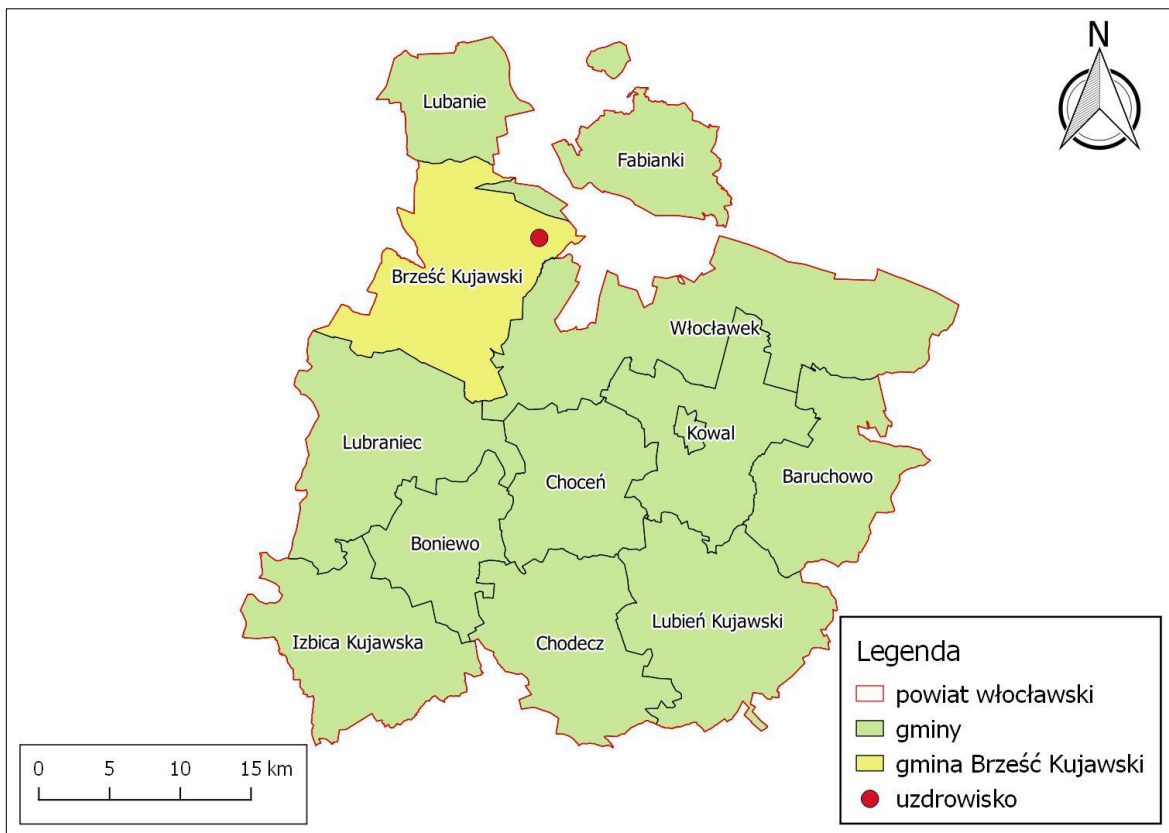 N
Lubanie
Fabianki
Brześć Kujawski
Włocławek
Lubraniec
Kowal
Choceń
Baruchowo
Boniewo
Izbica Kujawska
Chodecz
Lubień Kujawski
Legenda
powiat włocławski
gminy
gmina Brześć Kujawski
uzdrowisko
0 5 10 15 km